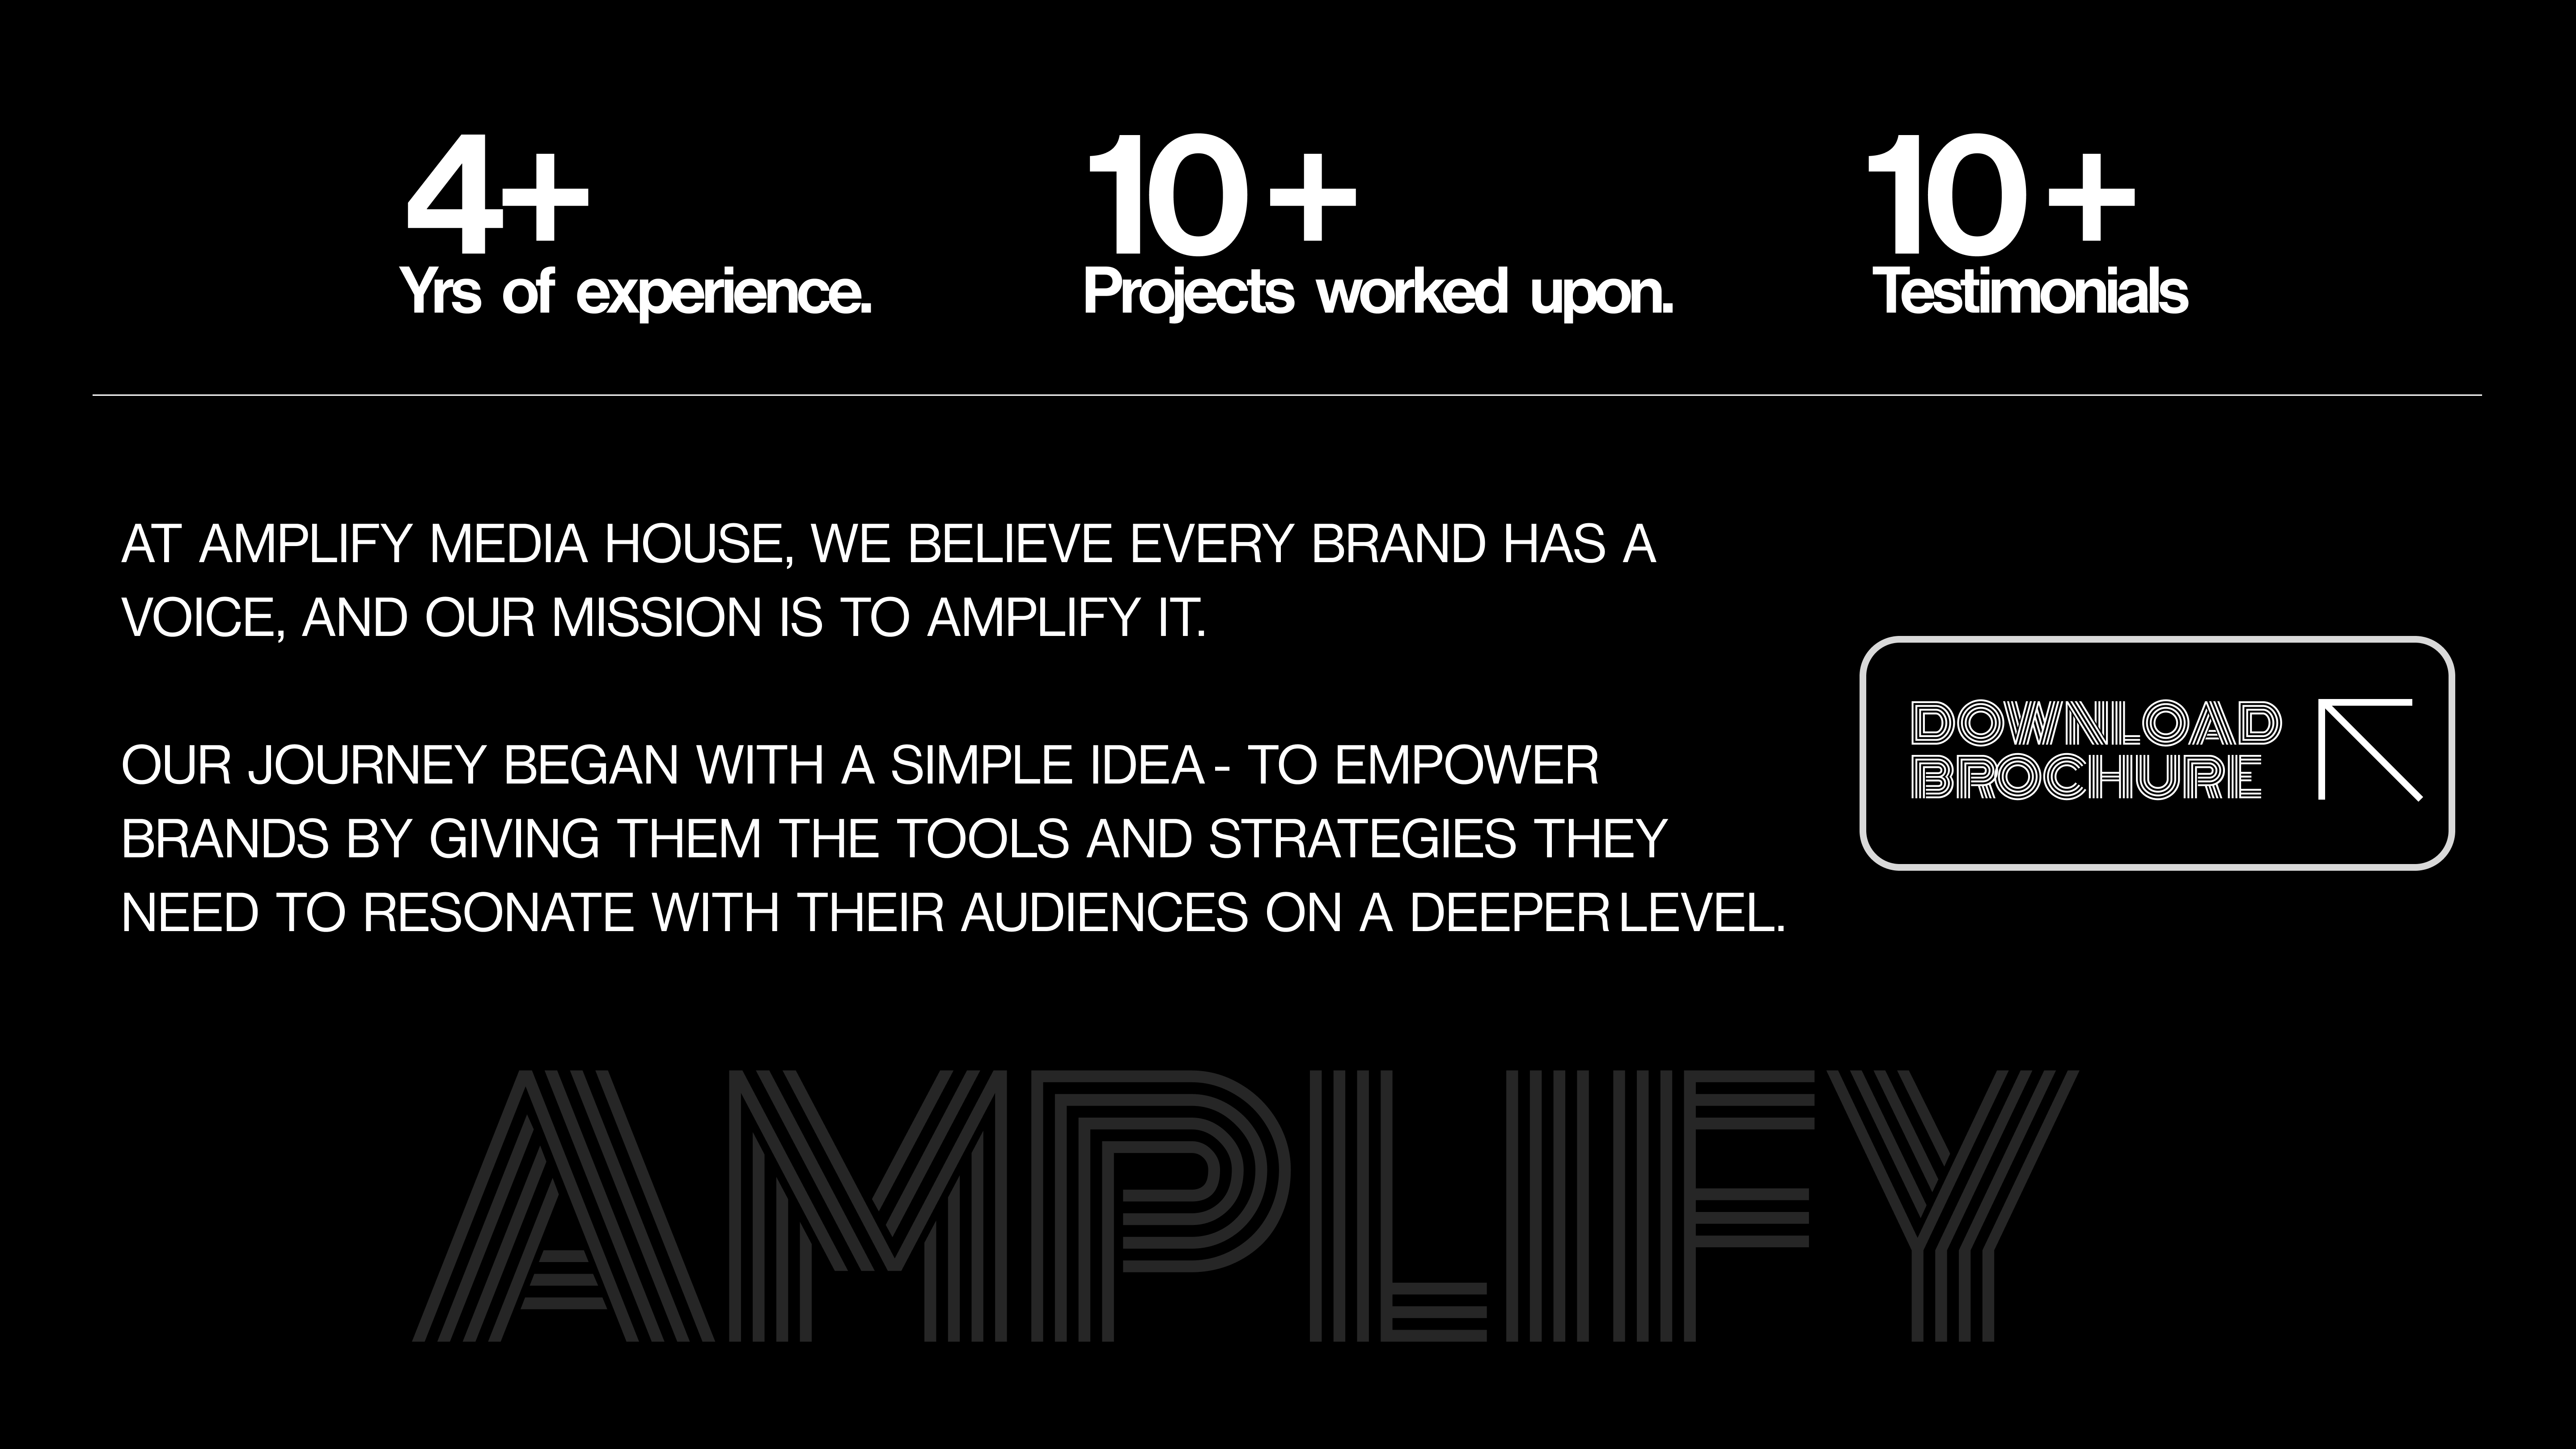 4+
Yrs of experience.
10+
Projects worked upon.
10+
Testimonials
AT AMPLIFY MEDIA HOUSE, WE BELIEVE EVERY BRAND HAS A
VOICE, AND OUR MISSION IS TO AMPLIFY IT.
OUR JOURNEY BEGAN WITH A SIMPLE IDEA - TO EMPOWER
BRANDS BY GIVING THEM THE TOOLS AND STRATEGIES THEY
NEED TO RESONATE WITH THEIR AUDIENCES ON A DEEPER LEVEL.
DOWNLOAD
BROCHURE
AMPLIFY